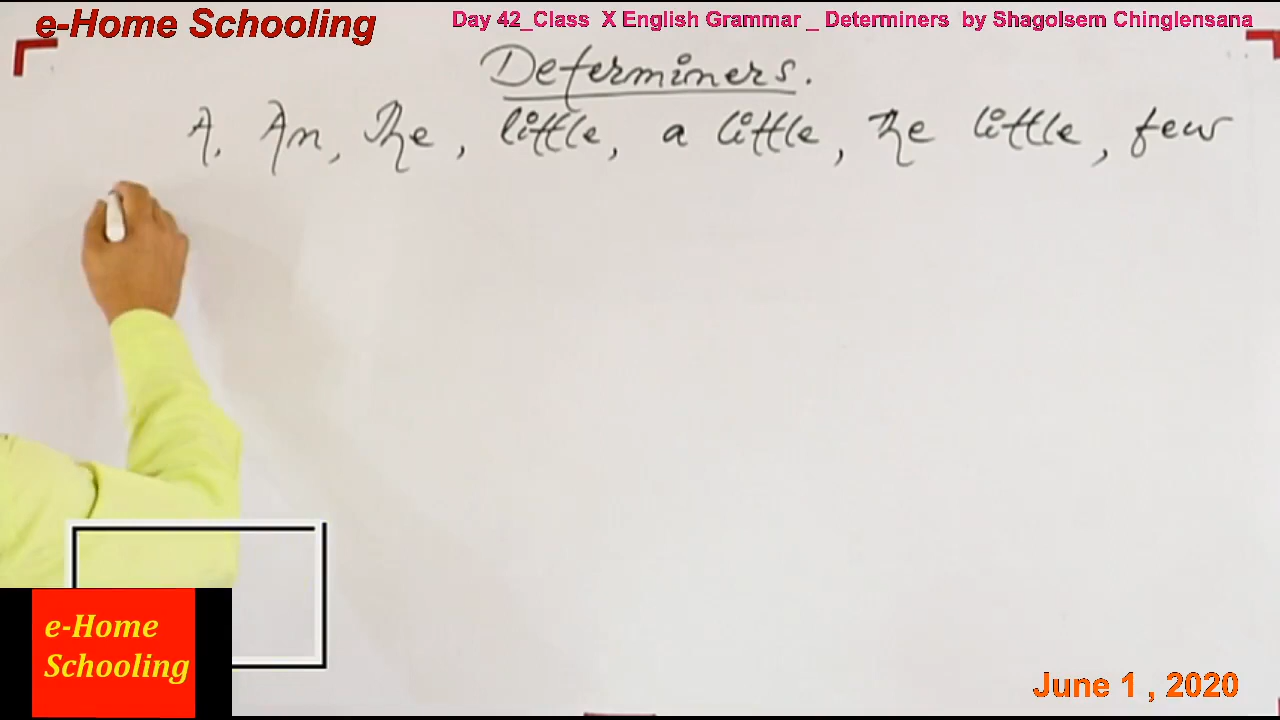 e-Home Schooling
Day 42_Class X English Grammar _ Determiners by Shagolsem Chinglensana
Determiners.
A, An, The, little, a little, the little, few
e-Home
Schooling
June 1 , 2020